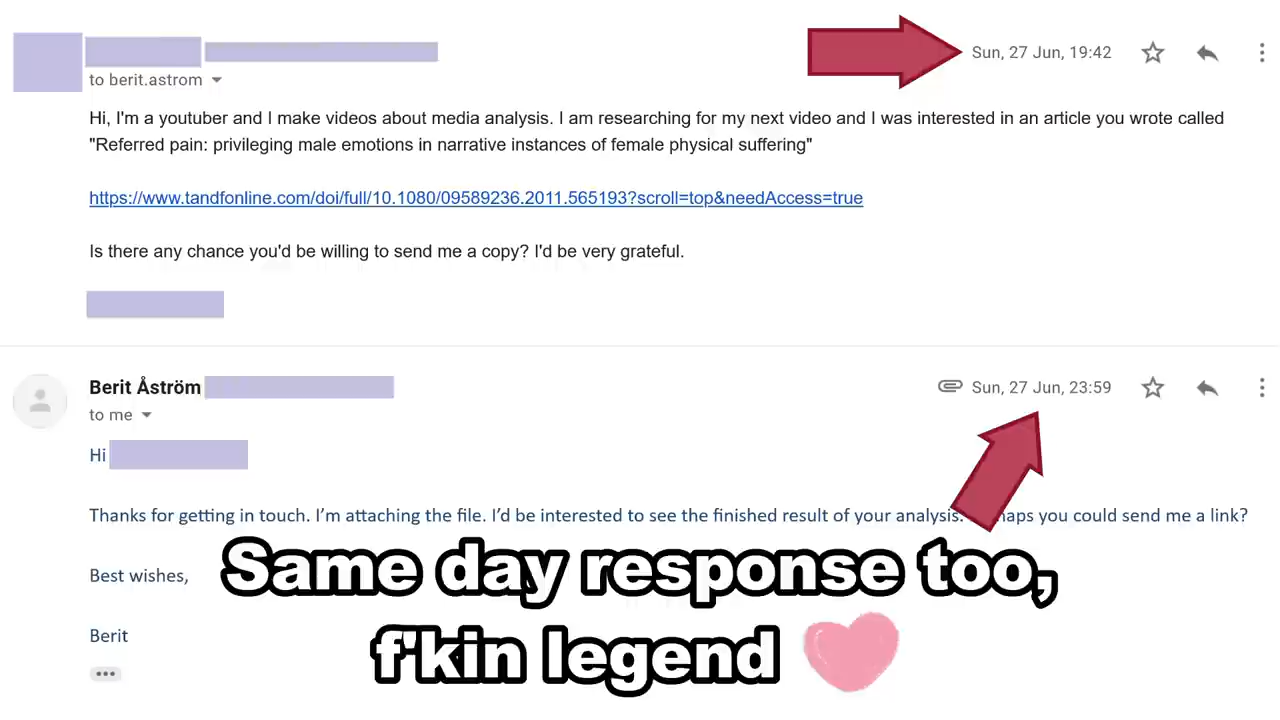 Sun, 27 Jun, 19:42
to berit.astrom
Hi, I'm a youtuber and I make videos about media analysis. I am researching for my next video and I was interested in an article you wrote called
"Referred pain: privileging male emotions in narrative instances of female physical suffering"
https://www.tandfonline.com/doi/full/10.1080/09589236.2011.565193?scroll=top&needAccess=true
Is there any chance you'd be willing to send me a copy? I'd be very grateful.
Berit Åström
Sun, 27 Jun, 23:59
to me
Hi
Thanks for getting in touch. I'm attaching the file. I'd be interested to see the finished result of your analysis. you could send me a link?
Best wishes,
Berit
Same day response too,
f'kin legend